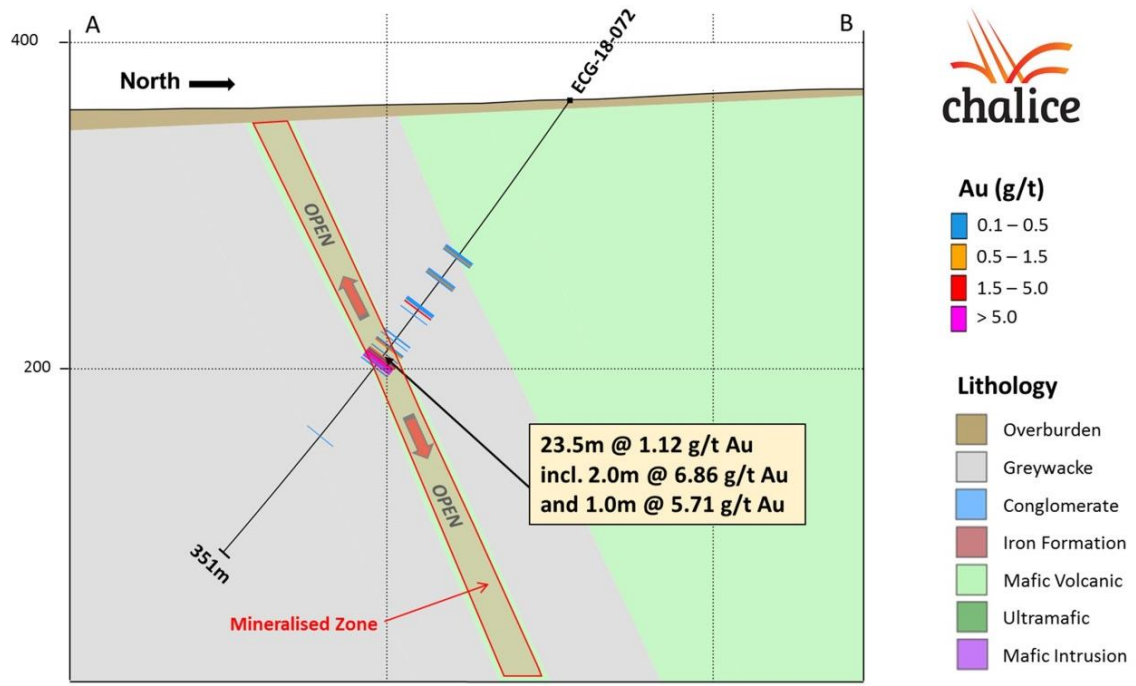 A
B
400
North
ECG-18-072
chalice
OPEN
200
23.5m @ 1.12 g/t Au
incl. 2.0m @ 6.86 g/t Au
and 1.0m @ 5.71 g/t Au
OPEN
351m
Mineralised Zone
Au (g/t)
0.1 – 0.5
0.5 – 1.5
1.5 – 5.0
> 5.0
Lithology
Overburden
Greywacke
Conglomerate
Iron Formation
Mafic Volcanic
Ultramafic
Mafic Intrusion